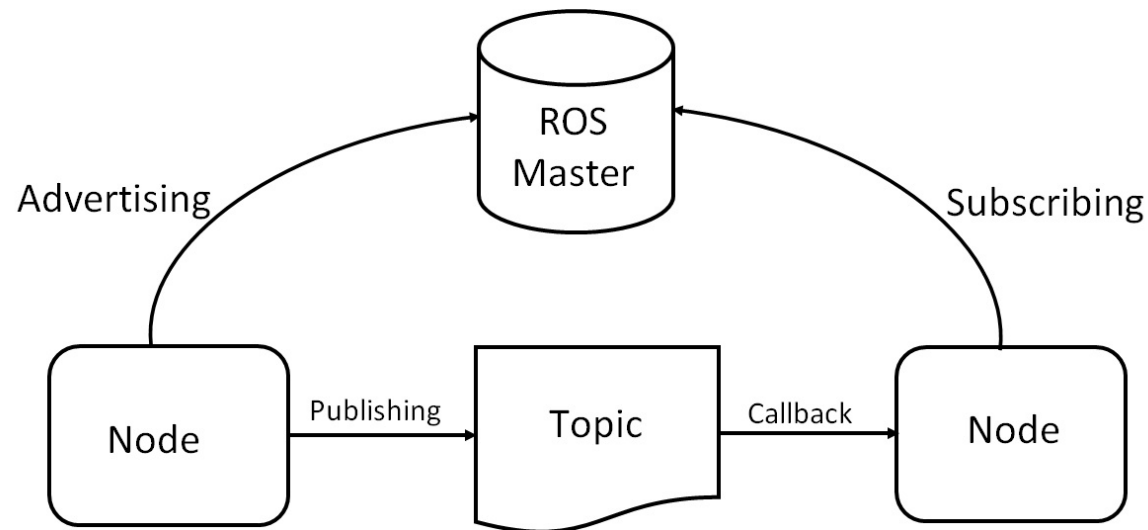 ROS
Master
Advertising
Subscribing
Node
Publishing
Topic
Callback
Node